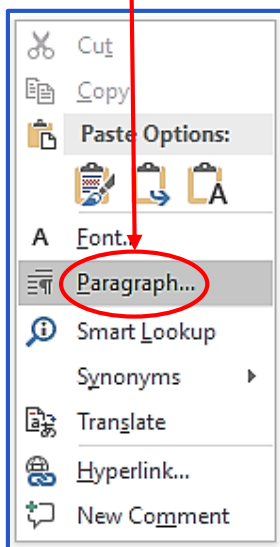 Cut
Copy
Paste Options:
A
Font...
Paragraph...
Smart Lookup
Synonyms
Translate
Hyperlink...
New Comment